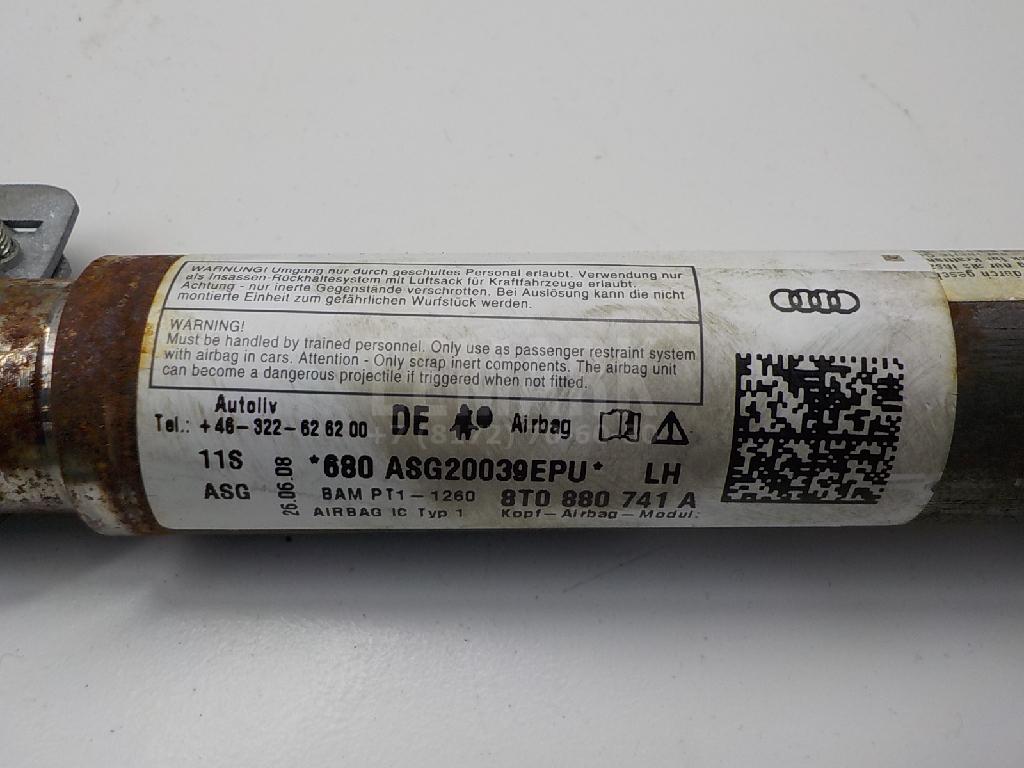 WARNUNG! Umgang nur durch geschultes Personal erlaubt. Verwendung nur
als Insassen-Rückhaltesystem mit Luftsack für Kraftfahrzeuge erlaubt.
Achtung - nur inerte Gegenstände verschrotten. Bei Auslösung kann die nicht
montierte Einheit zum gefährlichen Wurfstück werden.
WARNING!
Must be handled by trained personnel. Only use as passenger restraint system
with airbag in cars. Attention - Only scrap inert components. The airbag unit
can become a dangerous projectile if triggered when not fitted.
Autoliv
Tel.: +46-322-626200 DE Airbag
11S *680 ASG20039EPU* LH
ASG 26.06.08 BAM PT1-1260 8T0 880 741 A
AIRBAG IC Typ 1 Kopf-Airbag-Modul:
durch gesch